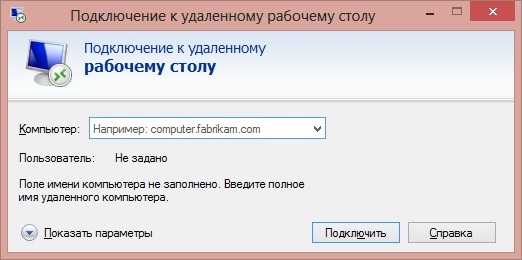 Подключение к удаленному рабочему столу
Подключение к удаленному
рабочему столу
Компьютер: Например: computer.fabrikam.com
Пользователь: Не задано
Поле имени компьютера не заполнено. Введите полное
имя удаленного компьютера.
Показать параметры Подключить Справка